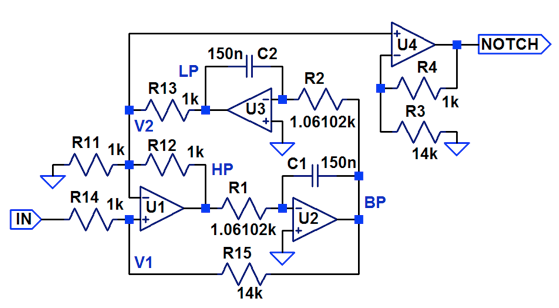 150n C2
U4
NOTCH
LP
R13
R2
R4
1k
U3
1k
1.06102k
R3
V2
14k
R11 1k R12
C1 150n
1k
HP
R14 1k
R1
U1
U2
BP
IN
1.06102k
V1
R15
14k